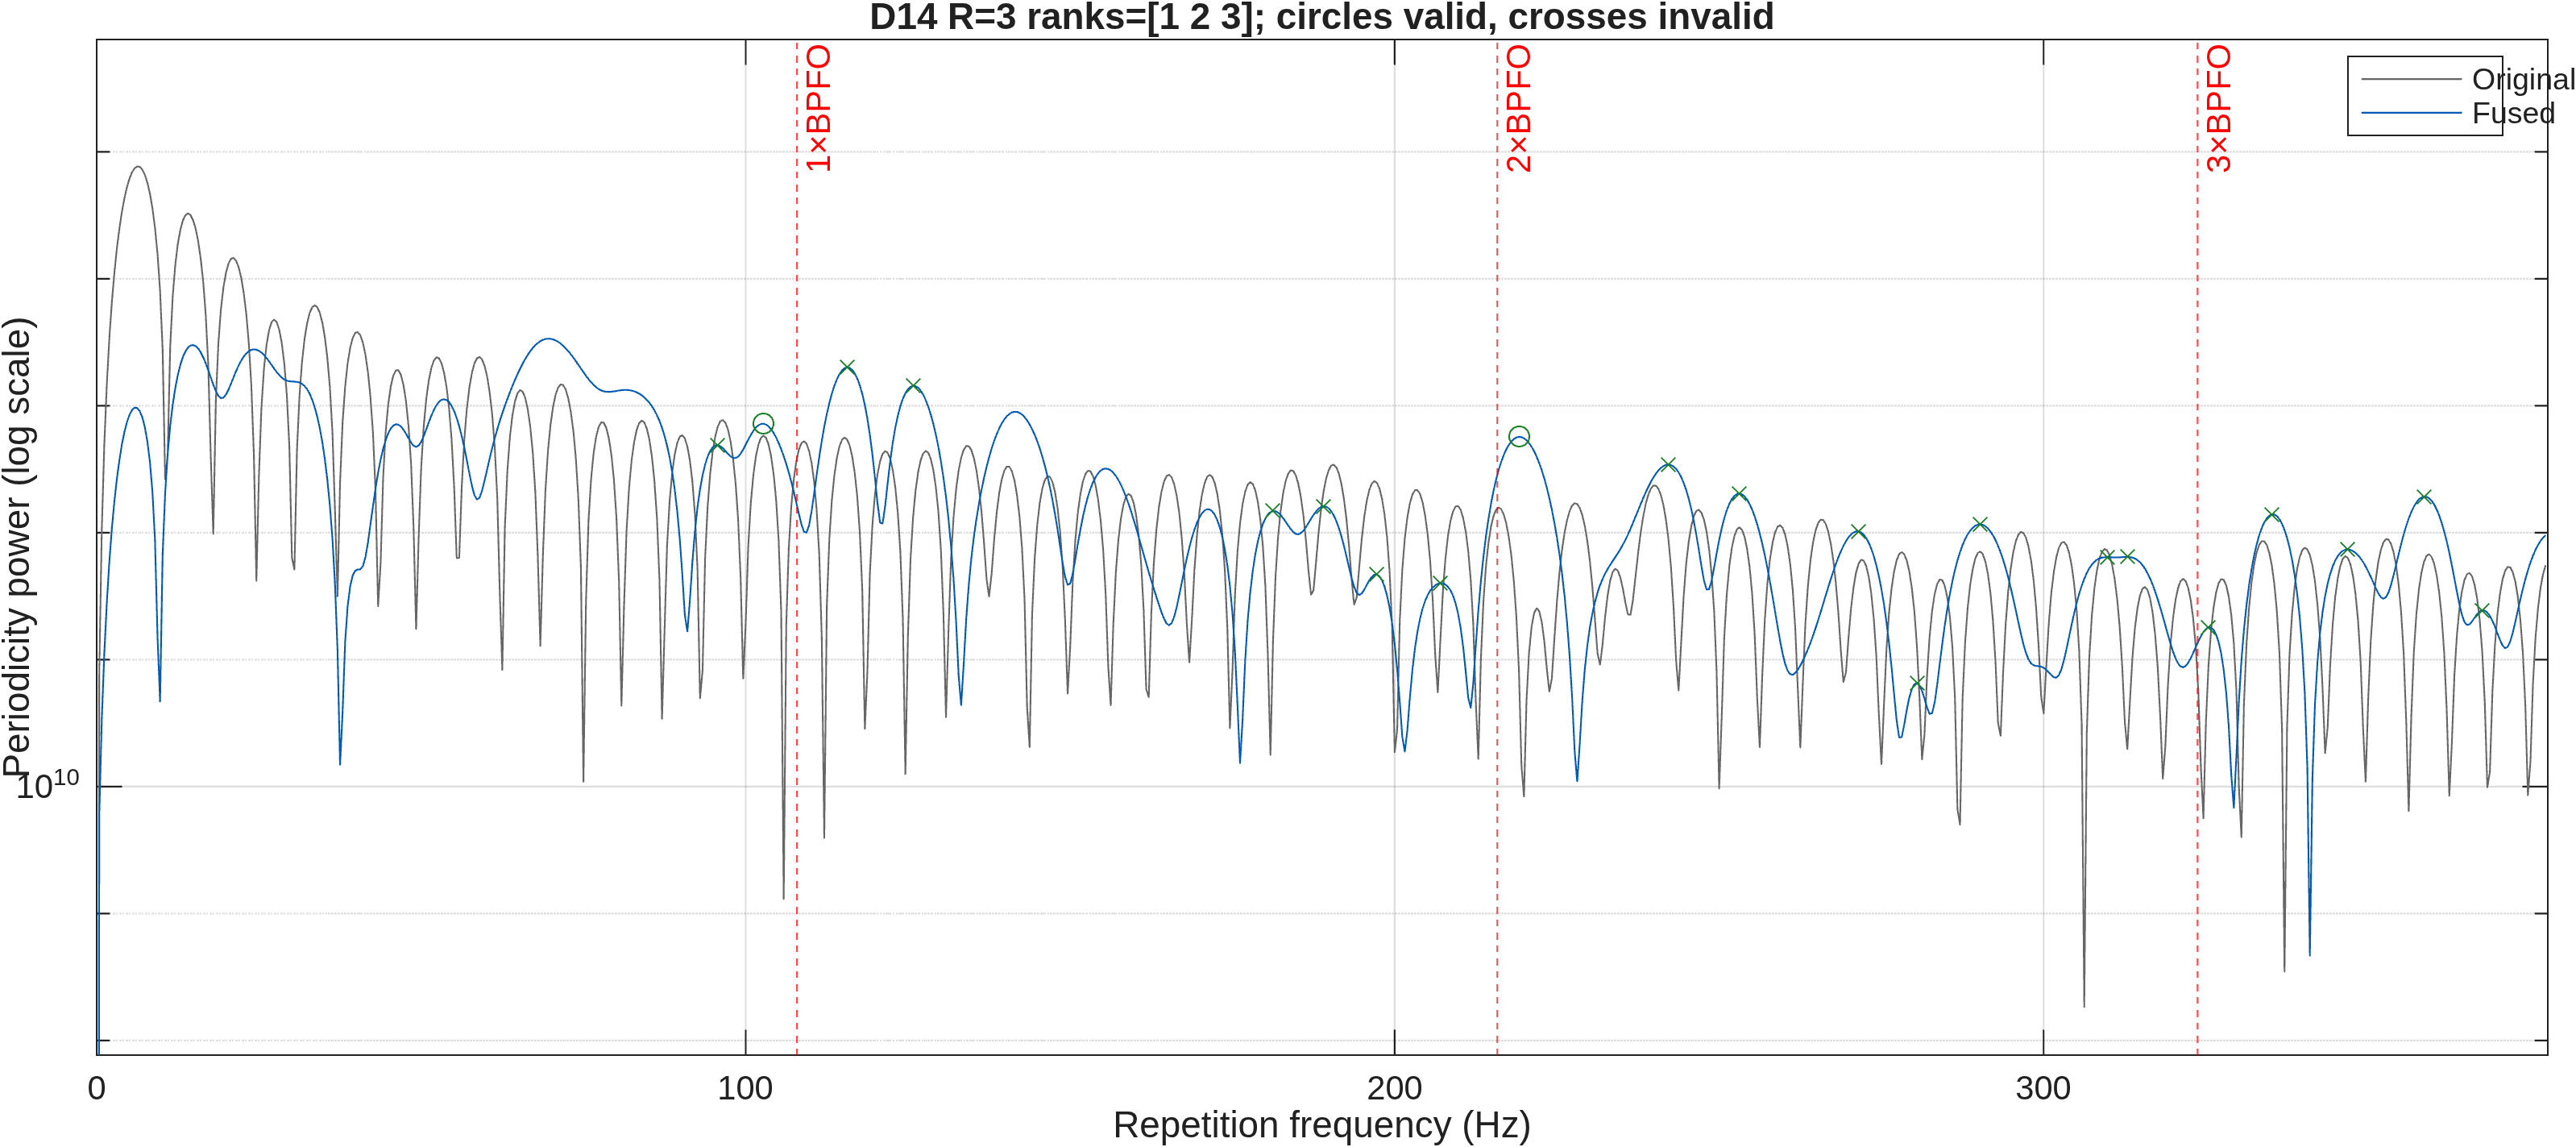 D14 R=3 ranks=[1 2 3]; circles valid, crosses invalid
Original
Fused
1×BPFO
2×BPFO
3×BPFO
Periodicity power (log scale)
10^10
0
100
200
300
Repetition frequency (Hz)